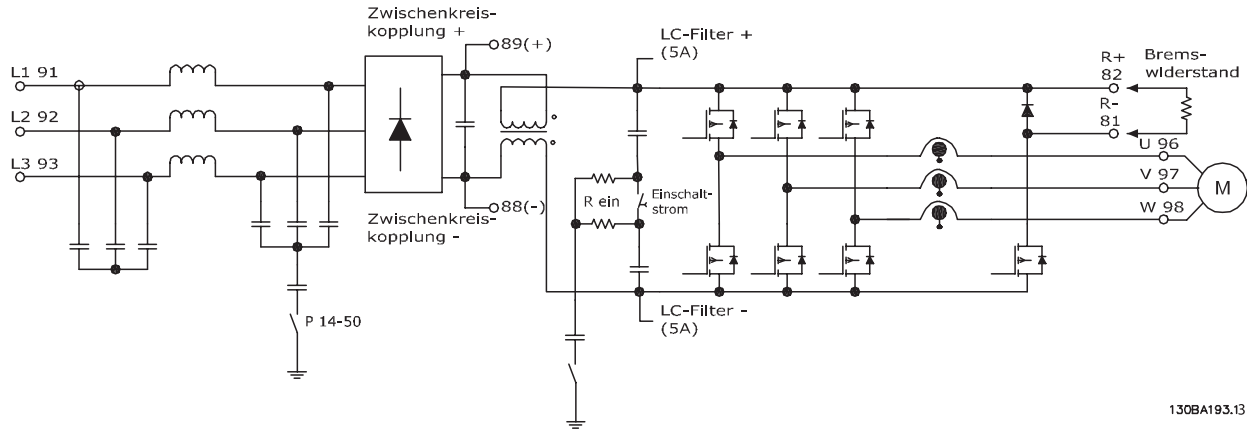 Zwischenkreis-
kopplung +
89(+)
LC-Filter +
(5A)
R+
82
Brems-
wIderstand
R-
81
L1 91
L2 92
L3 93
U 96
V 97
W 98
M
R ein
Einschalt-
strom
88(-)
Zwischenkreis-
kopplung -
P 14-50
LC-Filter -
(5A)
130BA193.13